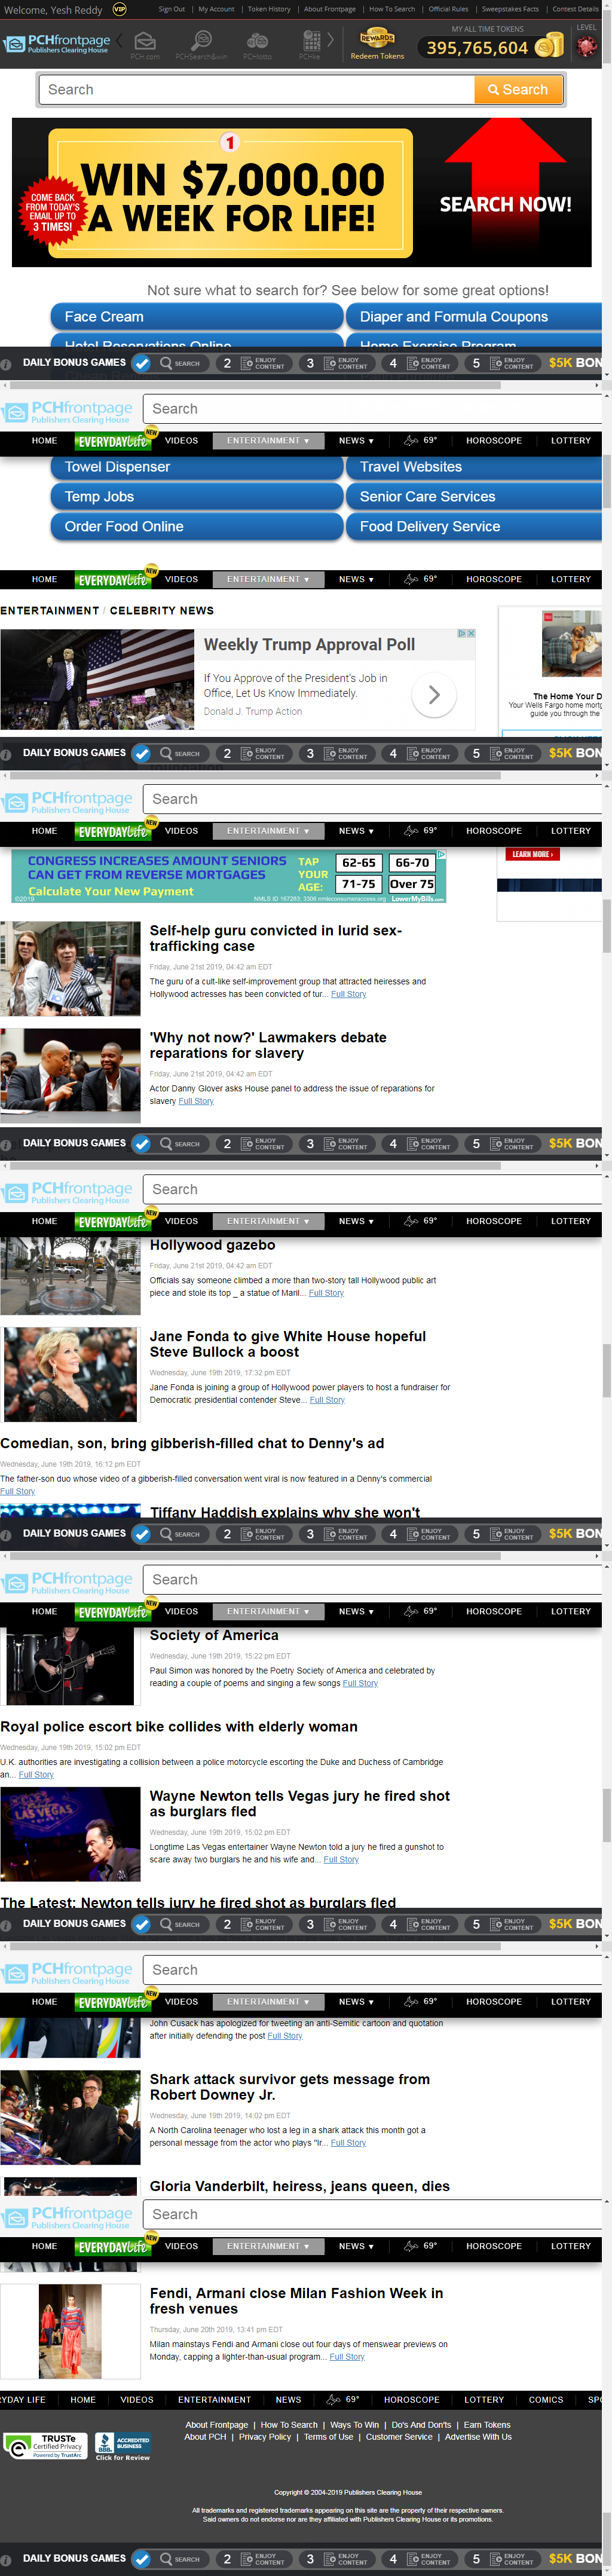 Welcome, Yesh Reddy VIP
Sign Out | My Account | Token History | About Frontpage | How To Search | Official Rules | Sweepstakes Facts | Contest Details
PCHfrontpage
Publishers Clearing House
PCH.com PCHSearch&win PCHlotto PCHlive
REWARDS
Redeem Tokens
MY ALL TIME TOKENS
395,765,604
LEVEL
Search
Search
1
WIN $7,000.00
A WEEK FOR LIFE!
COME BACK
FROM TODAY'S
EMAIL UP TO
3 TIMES!
SEARCH NOW!
Not sure what to search for? See below for some great options!
Face Cream Diaper and Formula Coupons
Hotel Reservations Online Home Exercise Program
DAILY BONUS GAMES SEARCH 2 ENJOY CONTENT 3 ENJOY CONTENT 4 ENJOY CONTENT 5 ENJOY CONTENT $5K BON
PCHfrontpage
Publishers Clearing House
Search
HOME EVERYDAYlife NEW VIDEOS ENTERTAINMENT ▼ NEWS ▼ 69° HOROSCOPE LOTTERY
Towel Dispenser Travel Websites
Temp Jobs Senior Care Services
Order Food Online Food Delivery Service
HOME EVERYDAYlife NEW VIDEOS ENTERTAINMENT ▼ NEWS ▼ 69° HOROSCOPE LOTTERY
ENTERTAINMENT / CELEBRITY NEWS
Weekly Trump Approval Poll
If You Approve of the President's Job in
Office, Let Us Know Immediately.
Donald J. Trump Action
The Home Your D
Your Wells Fargo home mortg
guide you through the
DAILY BONUS GAMES SEARCH 2 ENJOY CONTENT 3 ENJOY CONTENT 4 ENJOY CONTENT 5 ENJOY CONTENT $5K BON
PCHfrontpage
Publishers Clearing House
Search
HOME EVERYDAYlife NEW VIDEOS ENTERTAINMENT ▼ NEWS ▼ 69° HOROSCOPE LOTTERY
CONGRESS INCREASES AMOUNT SENIORS
CAN GET FROM REVERSE MORTGAGES
Calculate Your New Payment
©2019
TAP
YOUR
AGE:
62-65 66-70
71-75 Over 75
NMLS ID 167283; 3306 nmlsconsumeraccess.org LowerMyBills.com
LEARN MORE ›
Self-help guru convicted in lurid sex-
trafficking case
Friday, June 21st 2019, 04:42 am EDT
The guru of a cult-like self-improvement group that attracted heiresses and
Hollywood actresses has been convicted of tur... Full Story
'Why not now?' Lawmakers debate
reparations for slavery
Friday, June 21st 2019, 04:42 am EDT
Actor Danny Glover asks House panel to address the issue of reparations for
slavery Full Story
DAILY BONUS GAMES SEARCH 2 ENJOY CONTENT 3 ENJOY CONTENT 4 ENJOY CONTENT 5 ENJOY CONTENT $5K BON
PCHfrontpage
Publishers Clearing House
Search
HOME EVERYDAYlife NEW VIDEOS ENTERTAINMENT ▼ NEWS ▼ 69° HOROSCOPE LOTTERY
Hollywood gazebo
Friday, June 21st 2019, 04:42 am EDT
Officials say someone climbed a more than two-story tall Hollywood public art
piece and stole its top _ a statue of Maril... Full Story
Jane Fonda to give White House hopeful
Steve Bullock a boost
Wednesday, June 19th 2019, 17:32 pm EDT
Jane Fonda is joining a group of Hollywood power players to host a fundraiser for
Democratic presidential contender Steve... Full Story
Comedian, son, bring gibberish-filled chat to Denny's ad
Wednesday, June 19th 2019, 16:12 pm EDT
The father-son duo whose video of a gibberish-filled conversation went viral is now featured in a Denny's commercial
Full Story
Tiffany Haddish explains why she won't
DAILY BONUS GAMES SEARCH 2 ENJOY CONTENT 3 ENJOY CONTENT 4 ENJOY CONTENT 5 ENJOY CONTENT $5K BON
PCHfrontpage
Publishers Clearing House
Search
HOME EVERYDAYlife NEW VIDEOS ENTERTAINMENT ▼ NEWS ▼ 69° HOROSCOPE LOTTERY
Society of America
Wednesday, June 19th 2019, 15:22 pm EDT
Paul Simon was honored by the Poetry Society of America and celebrated by
reading a couple of poems and singing a few songs Full Story
Royal police escort bike collides with elderly woman
Wednesday, June 19th 2019, 15:02 pm EDT
U.K. authorities are investigating a collision between a police motorcycle escorting the Duke and Duchess of Cambridge
an... Full Story
Wayne Newton tells Vegas jury he fired shot
as burglars fled
Wednesday, June 19th 2019, 15:02 pm EDT
Longtime Las Vegas entertainer Wayne Newton told a jury he fired a gunshot to
scare away two burglars he and his wife and... Full Story
The Latest: Newton tells jury he fired shot as burglars fled
DAILY BONUS GAMES SEARCH 2 ENJOY CONTENT 3 ENJOY CONTENT 4 ENJOY CONTENT 5 ENJOY CONTENT $5K BON
PCHfrontpage
Publishers Clearing House
Search
HOME EVERYDAYlife NEW VIDEOS ENTERTAINMENT ▼ NEWS ▼ 69° HOROSCOPE LOTTERY
John Cusack has apologized for tweeting an anti-Semitic cartoon and quotation
after initially defending the post Full Story
Shark attack survivor gets message from
Robert Downey Jr.
Wednesday, June 19th 2019, 14:02 pm EDT
A North Carolina teenager who lost a leg in a shark attack this month got a
personal message from the actor who plays "Ir... Full Story
Gloria Vanderbilt, heiress, jeans queen, dies
PCHfrontpage
Publishers Clearing House
Search
HOME EVERYDAYlife NEW VIDEOS ENTERTAINMENT ▼ NEWS ▼ 69° HOROSCOPE LOTTERY
Fendi, Armani close Milan Fashion Week in
fresh venues
Thursday, June 20th 2019, 13:41 pm EDT
Milan mainstays Fendi and Armani close out four days of menswear previews on
Monday, capping a lighter-than-usual program... Full Story
RYDAY LIFE HOME VIDEOS ENTERTAINMENT NEWS 69° HOROSCOPE LOTTERY COMICS SPO
About Frontpage | How To Search | Ways To Win | Do's And Don'ts | Earn Tokens
About PCH | Privacy Policy | Terms of Use | Customer Service | Advertise With Us
TRUSTe
Certified Privacy
Powered by TrustArc
BBB
ACCREDITED
BUSINESS
Click for Review
Copyright © 2004-2019 Publishers Clearing House
All trademarks and registered trademarks appearing on this site are the property of their respective owners.
Said owners do not endorse nor are they affiliated with Publishers Clearing House or its promotions.
DAILY BONUS GAMES SEARCH 2 ENJOY CONTENT 3 ENJOY CONTENT 4 ENJOY CONTENT 5 ENJOY CONTENT $5K BON